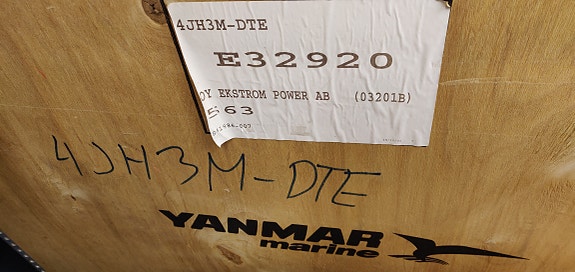 4JH3M-DTE
E32920
OY EKSTROM POWER AB (03201B)
563
4JH3M-DTE
YANMAR
marine